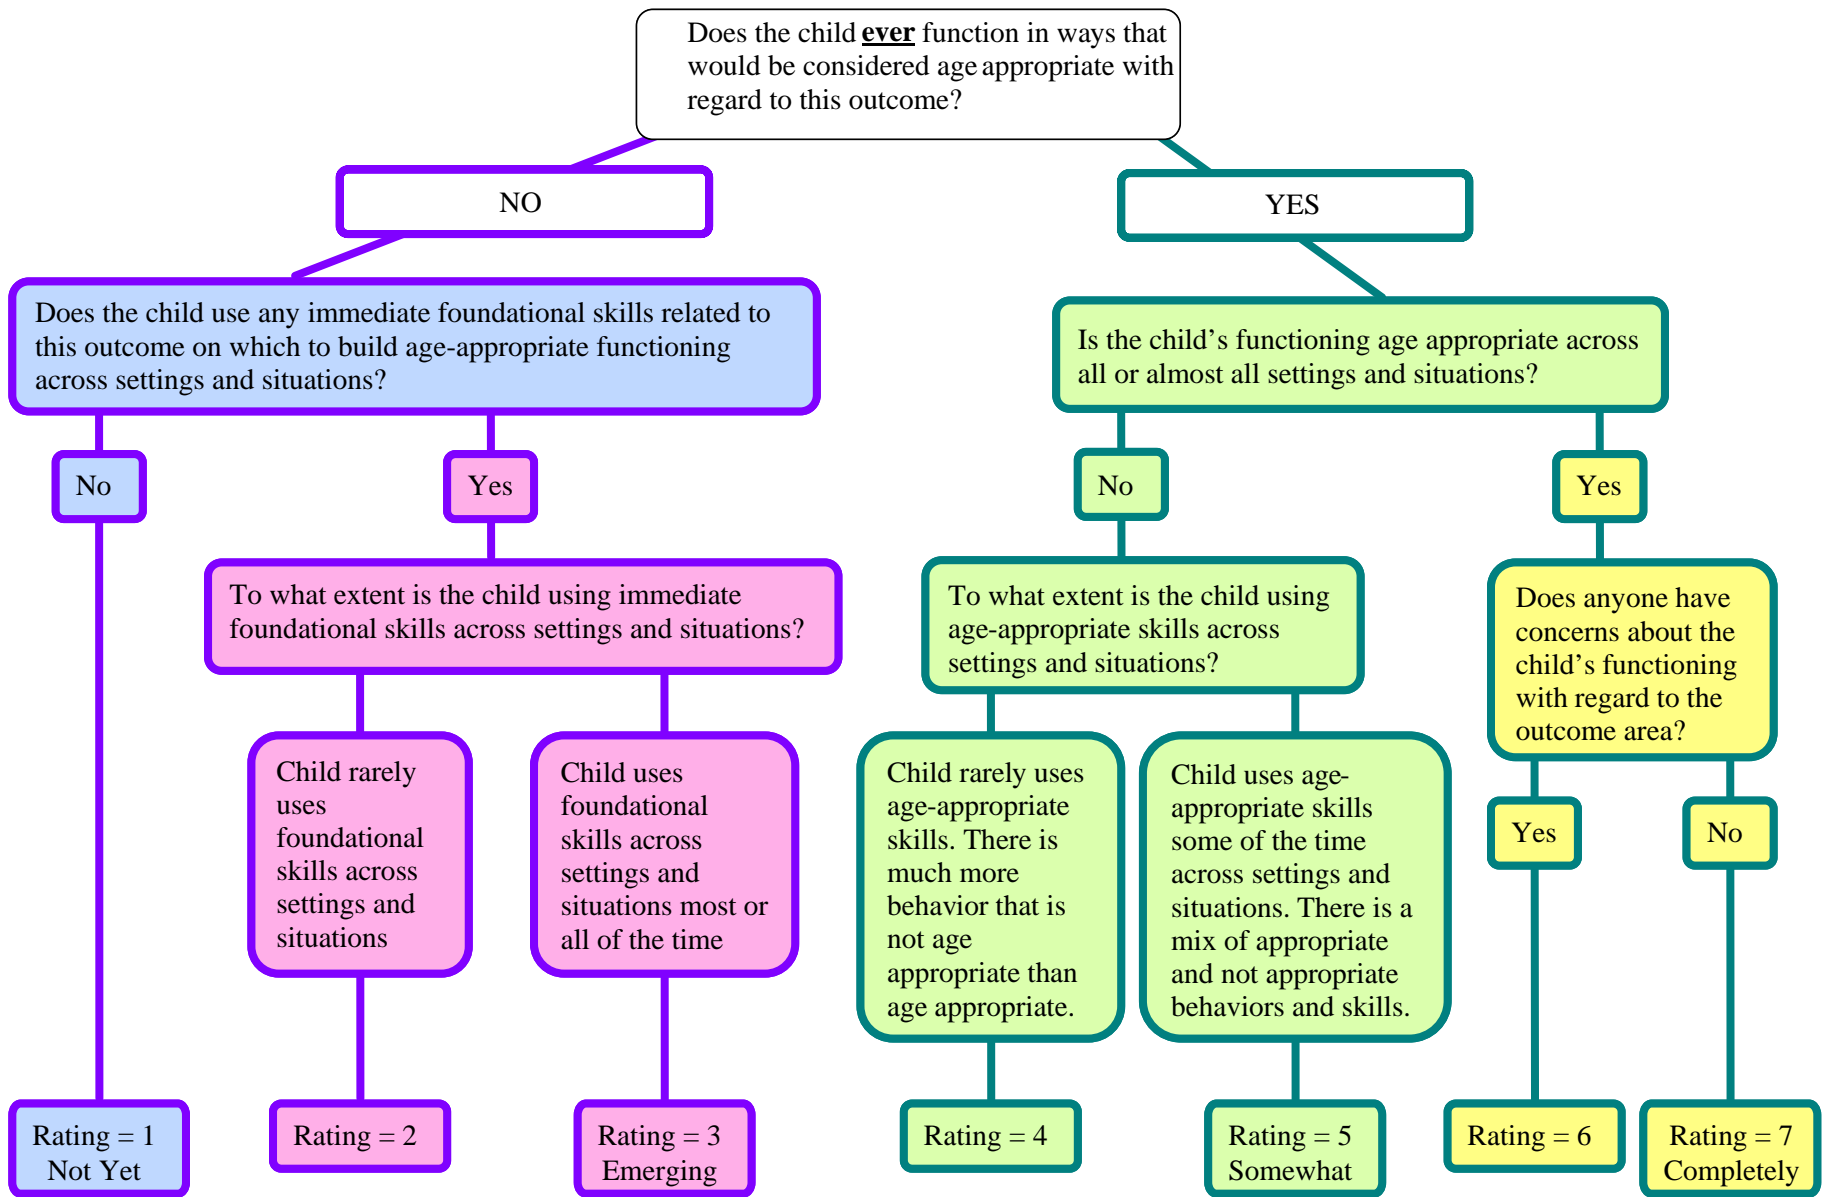 Does the child ever function in ways that
would be considered age appropriate with
regard to this outcome?
NO
YES
Does the child use any immediate foundational skills related to
this outcome on which to build age-appropriate functioning
across settings and situations?
Is the child’s functioning age appropriate across
all or almost all settings and situations?
No
Yes
No
Yes
To what extent is the child using immediate
foundational skills across settings and situations?
To what extent is the child using
age-appropriate skills across
settings and situations?
Does anyone have
concerns about the
child’s functioning
with regard to the
outcome area?
Child rarely
uses
foundational
skills across
settings and
situations
Child uses
foundational
skills across
settings and
situations most or
all of the time
Child rarely uses
age-appropriate
skills. There is
much more
behavior that is
not age
appropriate than
age appropriate.
Child uses age-
appropriate skills
some of the time
across settings and
situations. There is a
mix of appropriate
and not appropriate
behaviors and skills.
Yes
No
Rating = 1
Not Yet
Rating = 2
Rating = 3
Emerging
Rating = 4
Rating = 5
Somewhat
Rating = 6
Rating = 7
Completely